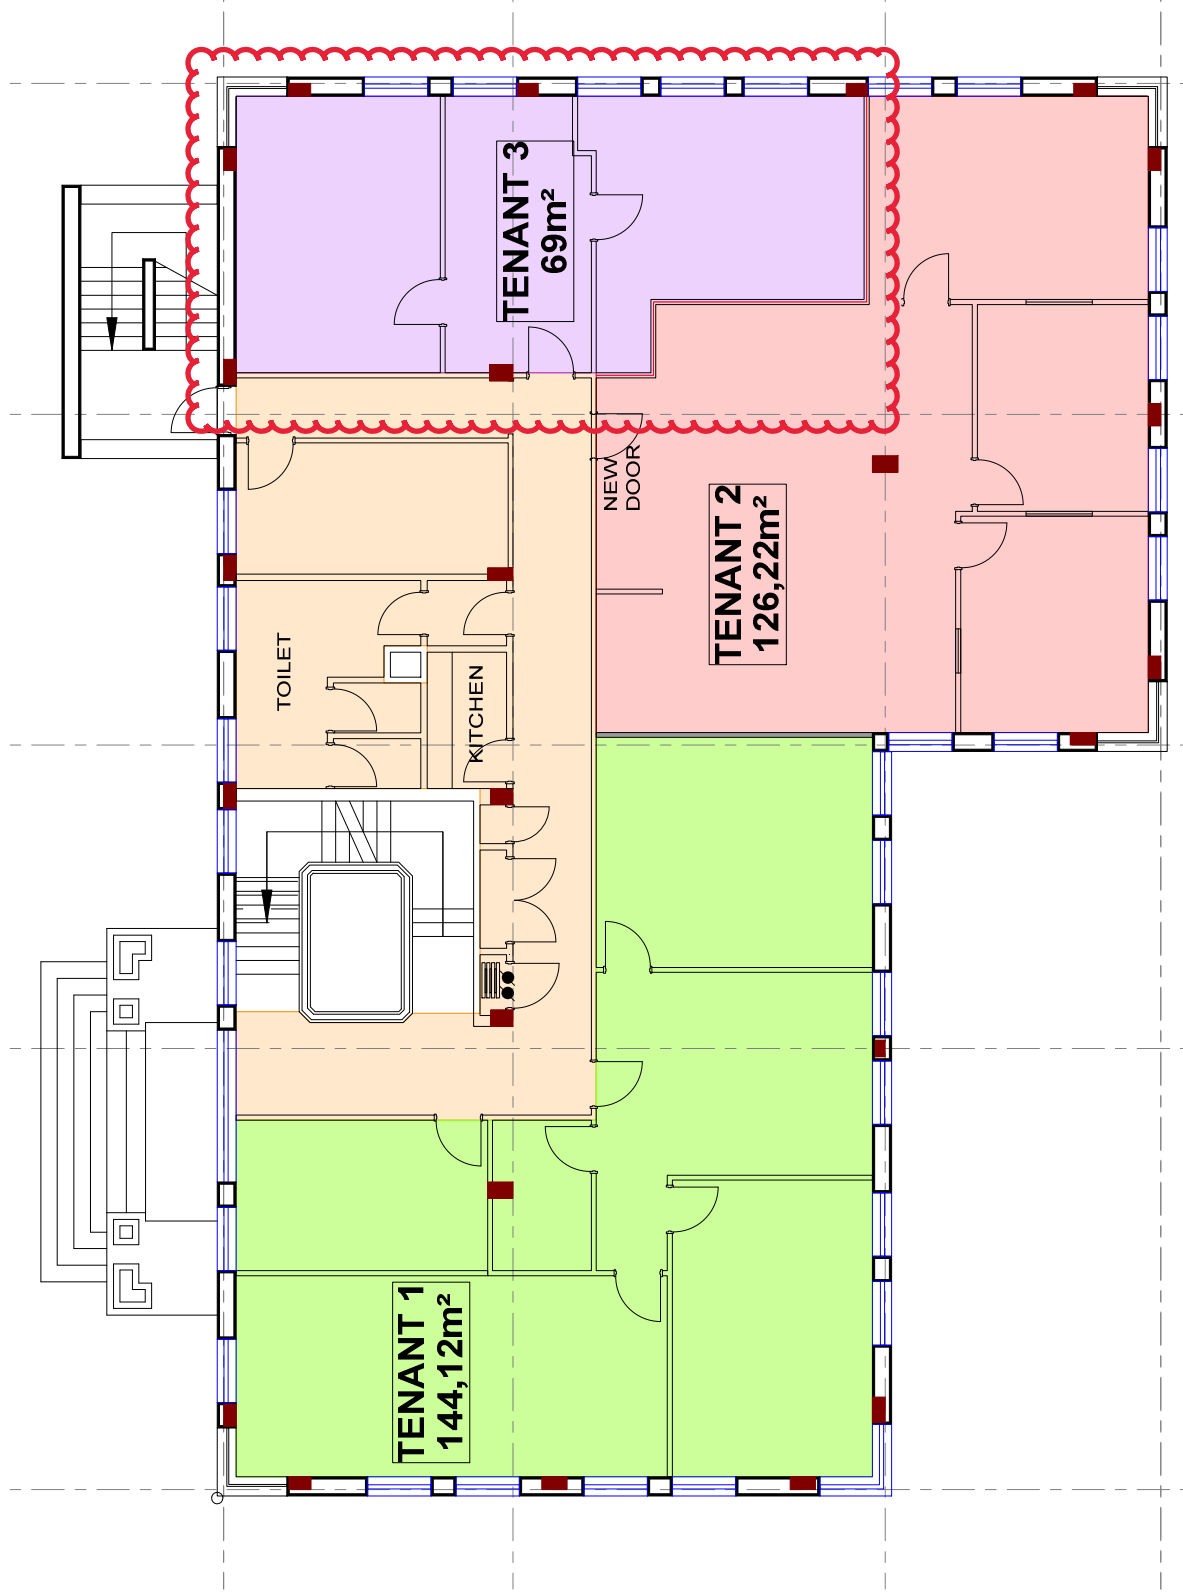 TENANT 3
69m²
NEW
DOOR
TENANT 2
126,22m²
TOILET
KITCHEN
TENANT 1
144,12m²